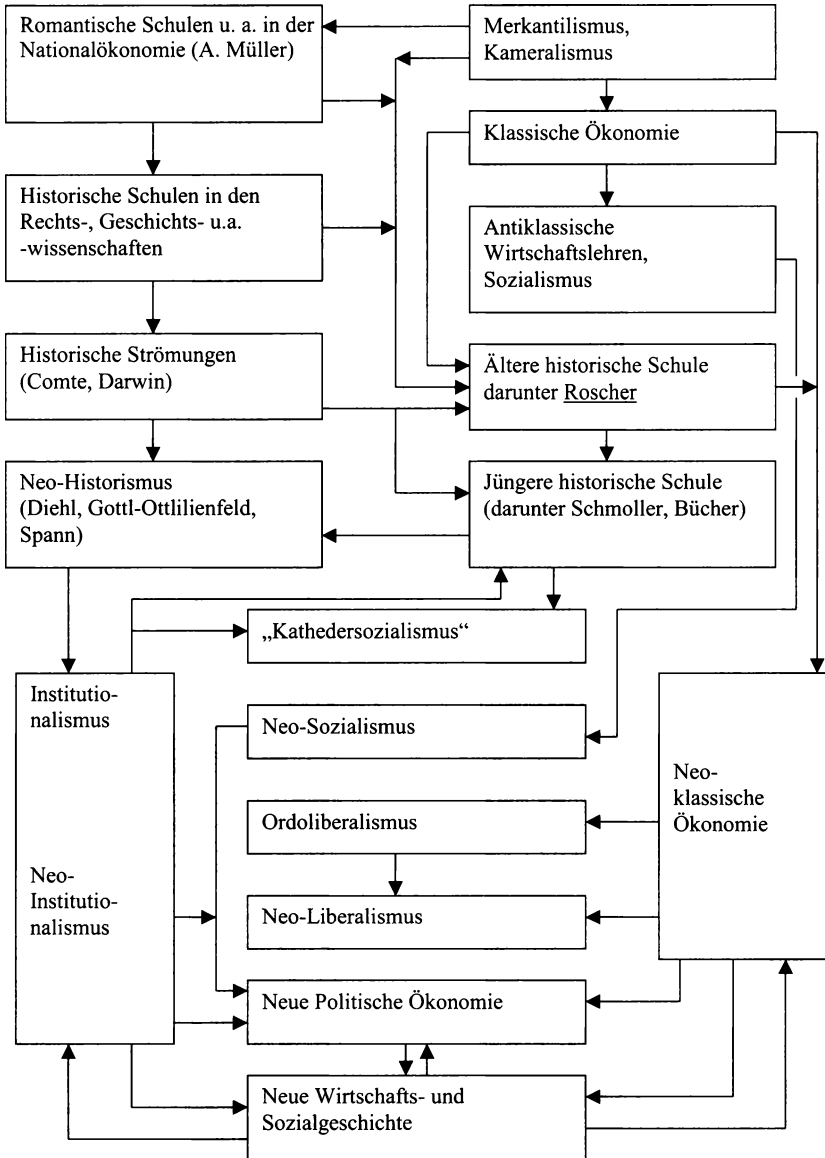 Romantische Schulen u. a. in der
Nationalökonomie (A. Müller)
Merkantilismus,
Kameralismus
Klassische Ökonomie
Historische Schulen in den
Rechts-, Geschichts- u.a.
-wissenschaften
Antiklassische
Wirtschaftslehren,
Sozialismus
Historische Strömungen
(Comte, Darwin)
Ältere historische Schule
darunter Roscher
Neo-Historismus
(Diehl, Gottl-Ottlilienfeld,
Spann)
Jüngere historische Schule
(darunter Schmoller, Bücher)
„Kathedersozialismus“
Institutio-
nalismus
Neo-
Institutio-
nalismus
Neo-Sozialismus
Ordoliberalismus
Neo-Liberalismus
Neo-
klassische
Ökonomie
Neue Politische Ökonomie
Neue Wirtschafts- und
Sozialgeschichte